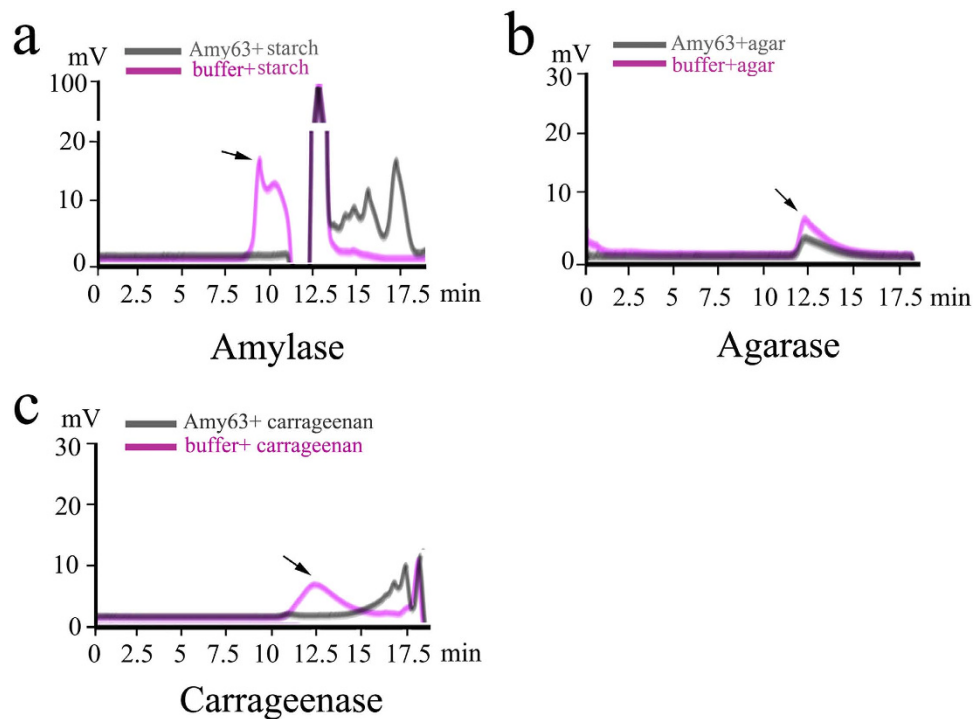 a
mV
Amy63+ starch
buffer+ starch
100
20
10
0
0 2.5 5 7.5 10 12.5 15 17.5 min
Amylase
b
mV
Amy63+agar
buffer+agar
30
20
10
0
0 2.5 5 7.5 10 12.5 15 17.5 min
Agarase
c
mV
Amy63+ carrageenan
buffer+ carrageenan
30
20
10
0
0 2.5 5 7.5 10 12.5 15 17.5 min
Carrageenase